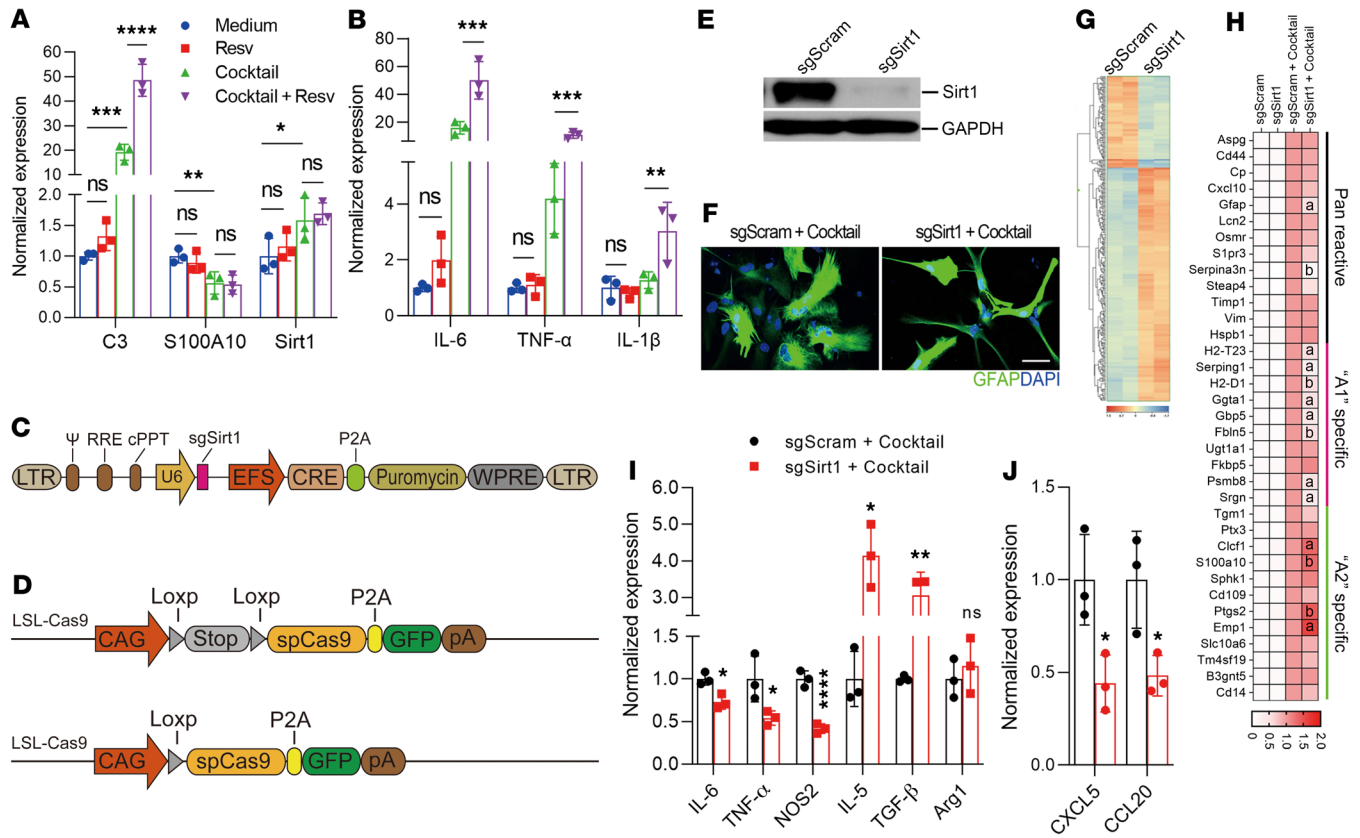 A
Normalized expression
60
50
40
30
20
10
2.0
1.5
1.0
0.5
0.0
****
***
ns
**
ns
ns
*
ns
ns
C3
S100A10
Sirt1
Medium
Resv
Cocktail
Cocktail + Resv
B
Normalized expression
80
60
40
20
4
2
0
***
ns
***
ns
**
ns
IL-6
TNF-α
IL-1β
C
Ψ
RRE
cPPT
sgSirt1
P2A
LTR
U6
EFS
CRE
Puromycin
WPRE
LTR
D
Loxp
Loxp
P2A
LSL-Cas9
CAG
Stop
spCas9
GFP
pA
Loxp
P2A
LSL-Cas9
CAG
spCas9
GFP
pA
E
sgScram
sgSirt1
Sirt1
GAPDH
F
sgScram + Cocktail
sgSirt1 + Cocktail
GFAPDAPI
G
sgScram
sgSirt1
H
sgScram
sgSirt1
sgScram + Cocktail
sgSirt1 + Cocktail
Aspg
Cd44
Cp
Cxcl10
Gfap a
Lcn2
Osmr
S1pr3
Serpina3n b
Steap4
Timp1
Vim
Hspb1
H2-T23 a
Serping1 a
H2-D1 b
Ggta1 a
Gbp5 a
Fbln5 b
Ugt1a1
Fkbp5
Psmb8 a
Srgn a
Tgm1
Ptx3
Clcf1 a
S100a10 b
Sphk1
Cd109
Ptgs2 b
Emp1 a
Slc10a6
Tm4sf19
B3gnt5
Cd14
Pan reactive
“A1” specific
“A2” specific
0
0.5
1.0
1.5
2.0
sgScram + Cocktail
sgSirt1 + Cocktail
I
Normalized expression
6.0
5.0
4.0
3.0
2.0
1.5
1.0
0.5
0.0
*
*
****
*
**
ns
IL-6
TNF-α
NOS2
IL-5
TGF-β
Arg1
J
Normalized expression
1.5
1.0
0.5
0.0
*
*
CXCL5
CCL20